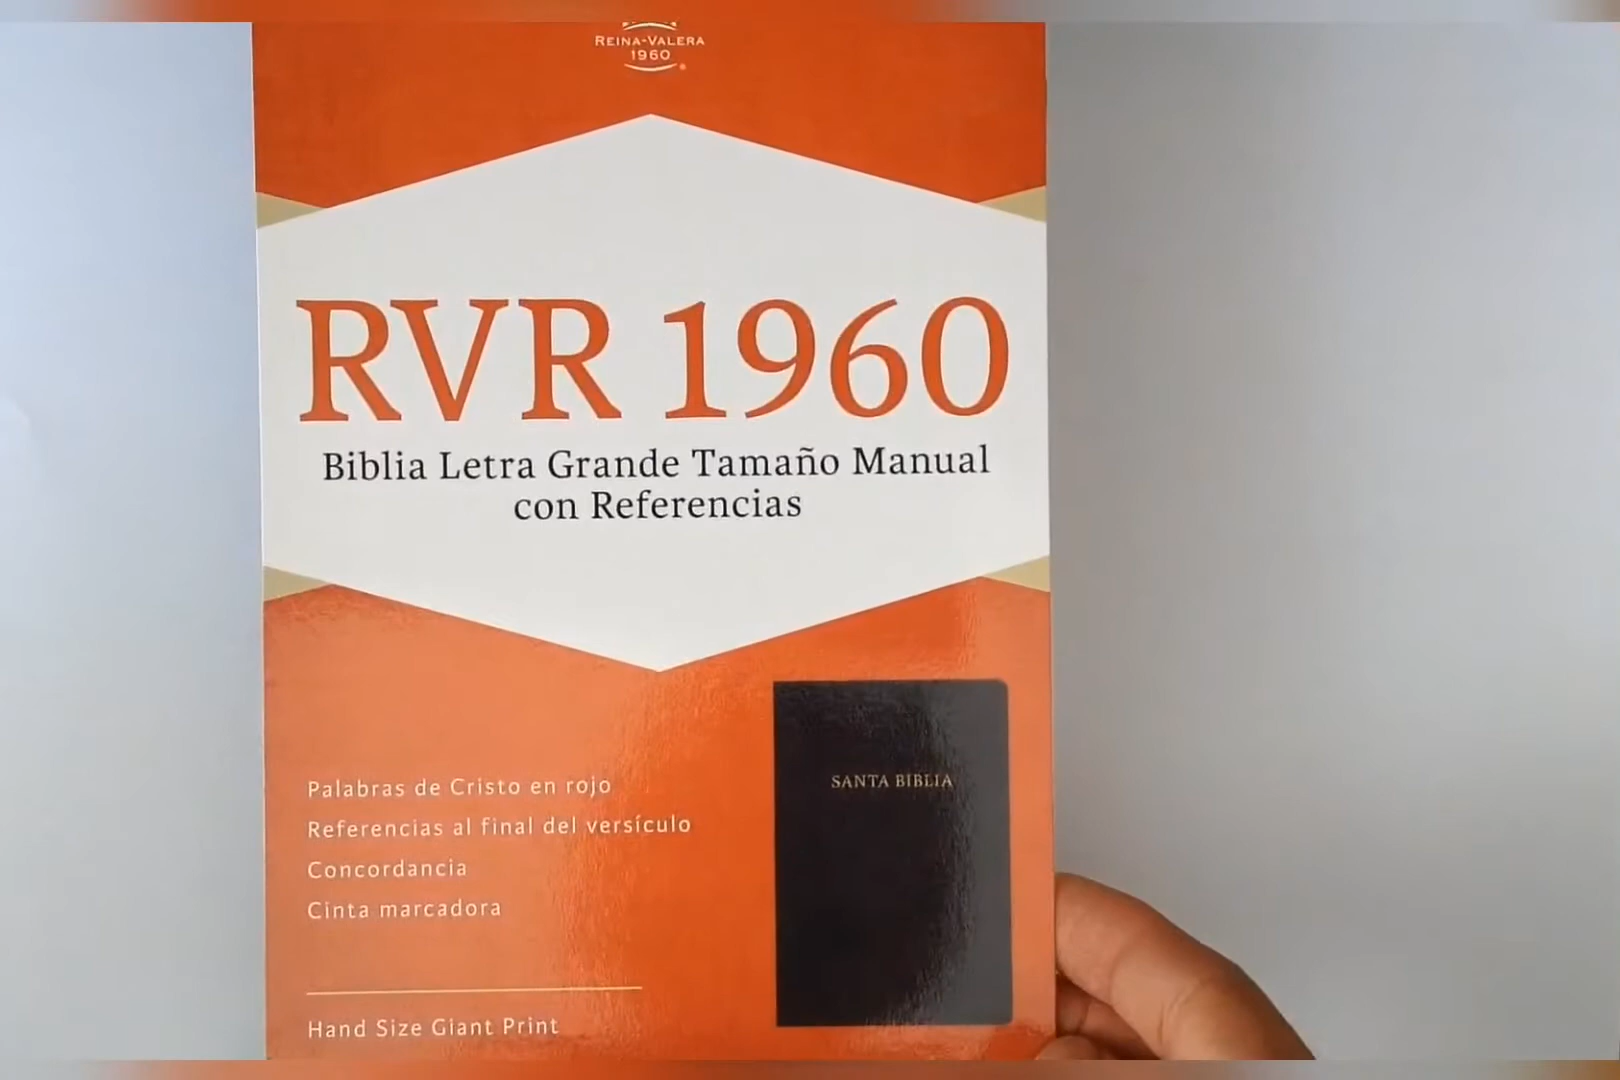 REINA-VALERA
1960
RVR 1960
Biblia Letra Grande Tamaño Manual
con Referencias
SANTA BIBLIA
Palabras de Cristo en rojo
Referencias al final del versículo
Concordancia
Cinta marcadora
Hand Size Giant Print